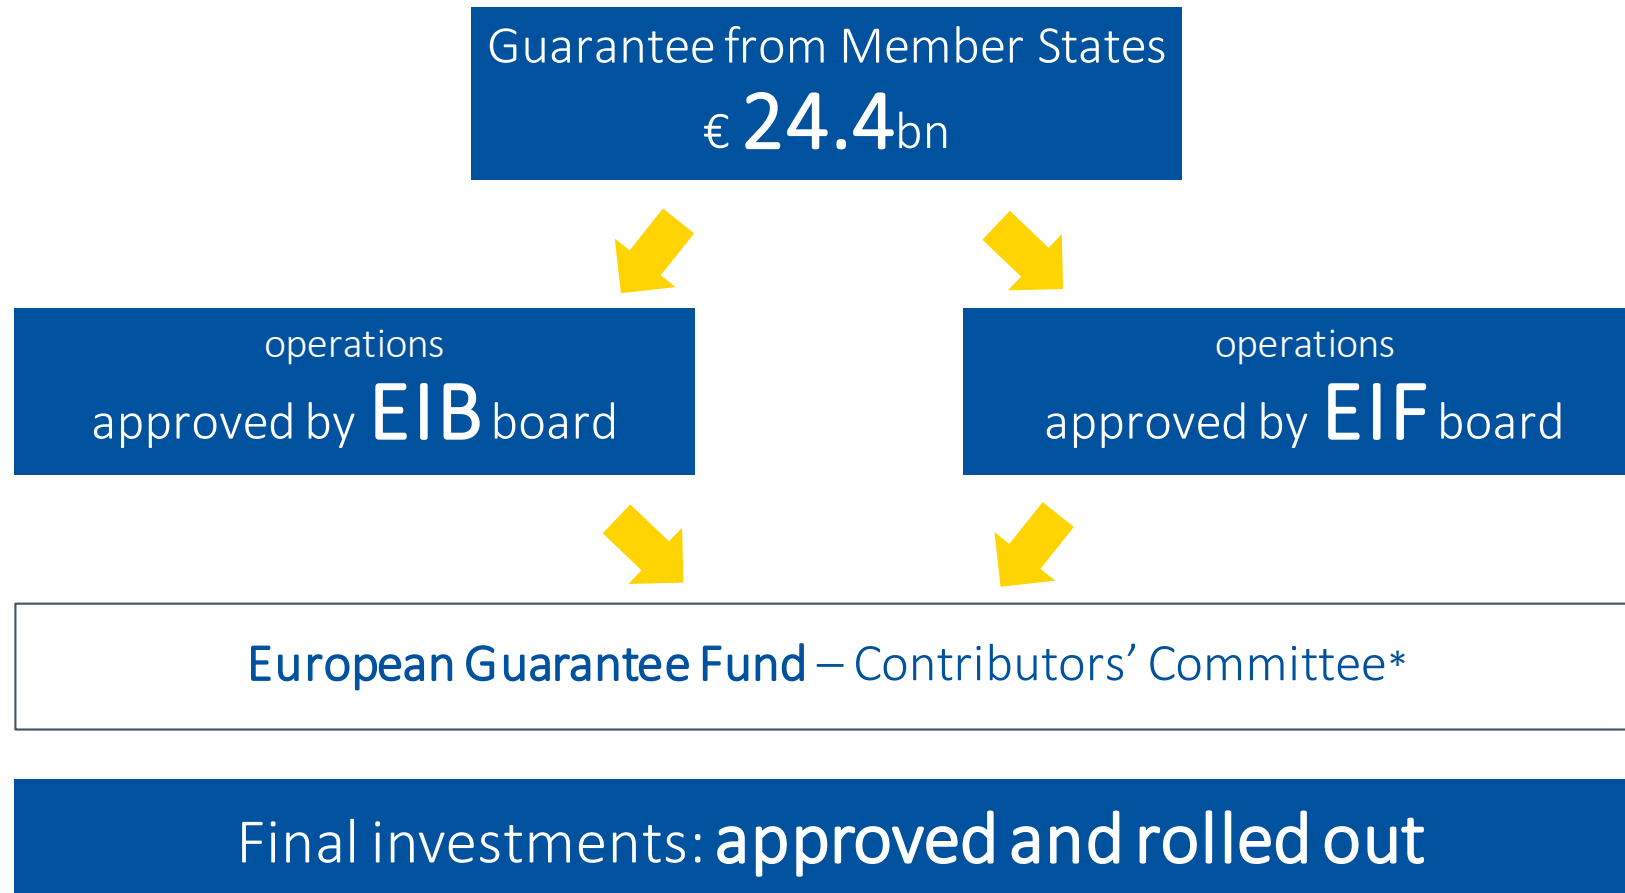 Guarantee from Member States
€ 24.4bn
operations
approved by EIB board
operations
approved by EIF board
European Guarantee Fund – Contributors’ Committee*
Final investments: approved and rolled out